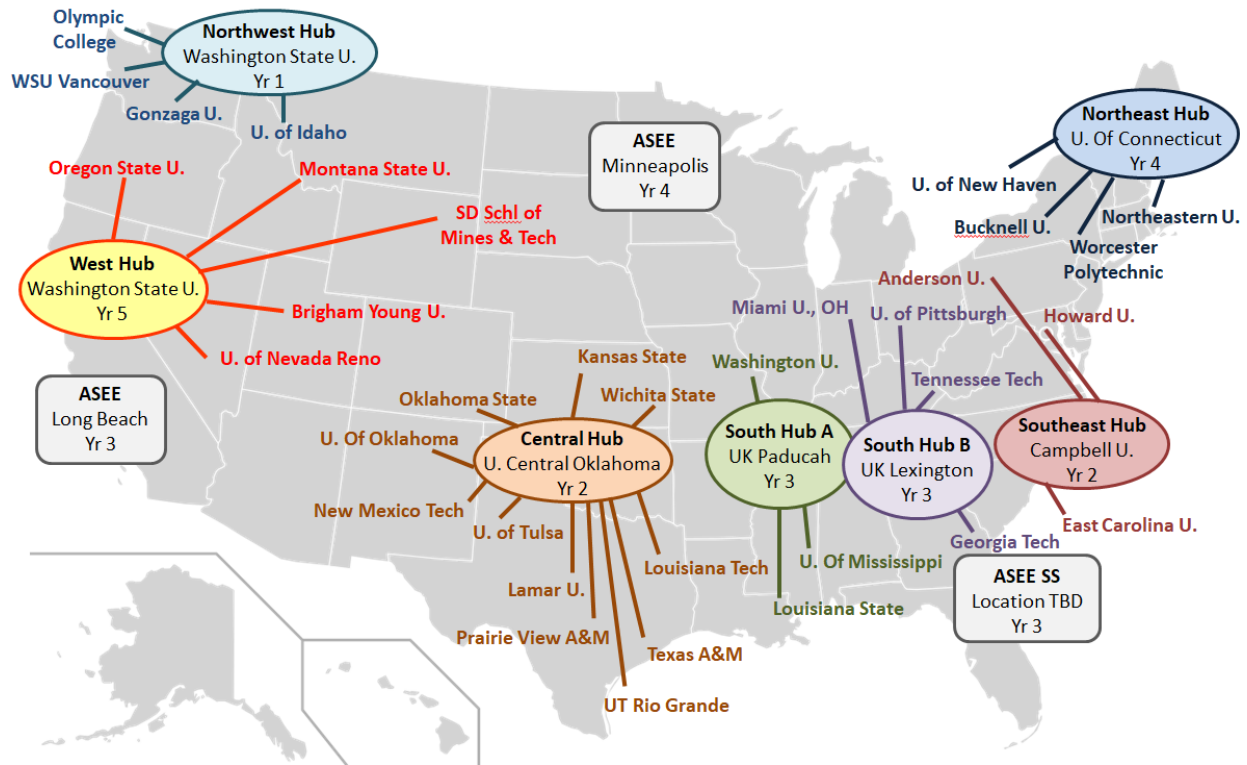 Olympic
College
Northwest Hub
Washington State U.
Yr 1
WSU Vancouver
Gonzaga U.
U. of Idaho
Oregon State U.
Montana State U.
SD Schl of
Mines & Tech
West Hub
Washington State U.
Yr 5
Brigham Young U.
U. of Nevada Reno
ASEE
Long Beach
Yr 3
ASEE
Minneapolis
Yr 4
Northeast Hub
U. Of Connecticut
Yr 4
U. of New Haven
Bucknell U.
Northeastern U.
Worcester
Polytechnic
Anderson U.
Howard U.
Miami U., OH
U. of Pittsburgh
Washington U.
Tennessee Tech
Kansas State
Oklahoma State
Wichita State
U. Of Oklahoma
Central Hub
U. Central Oklahoma
Yr 2
New Mexico Tech
U. of Tulsa
Lamar U.
Louisiana Tech
Prairie View A&M
Texas A&M
UT Rio Grande
South Hub A
UK Paducah
Yr 3
South Hub B
UK Lexington
Yr 3
Southeast Hub
Campbell U.
Yr 2
East Carolina U.
Georgia Tech
U. Of Mississippi
Louisiana State
ASEE SS
Location TBD
Yr 3